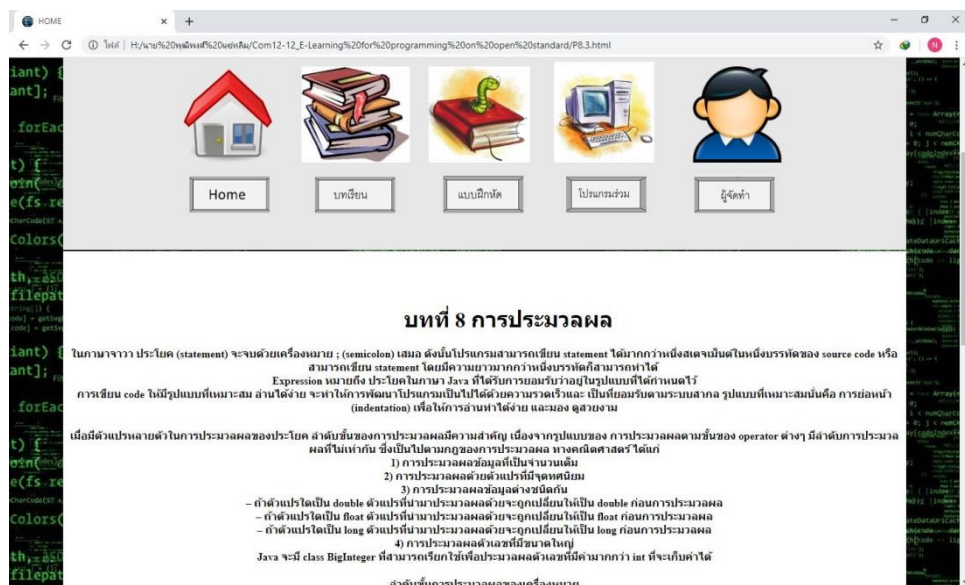 HOME
ไฟล์ | H:/นาย%20พุฒิพงศ์%20แซ่หลิม/Com12-12_E-Learning%20for%20programming%20on%20open%20standard/P8.3.html
N
Home
บทเรียน
แบบฝึกหัด
โปรแกรมร่วม
ผู้จัดทำ
บทที่ 8 การประมวลผล
ในภาษาจาวา ประโยค (statement) จะจบด้วยเครื่องหมาย ; (semicolon) เสมอ ดังนั้นโปรแกรมสามารถเขียน statement ได้มากกว่าหนึ่งสเตจเม้นต์ในหนึ่งบรรทัดของ source code หรือ
สามารถเขียน statement โดยมีความยาวมากกว่าหนึ่งบรรทัดก็สามารถทำได้
Expression หมายถึง ประโยคในภาษา Java ที่ได้รับการยอมรับว่าอยู่ในรูปแบบที่ได้กำหนดไว้
การเขียน code ให้มีรูปแบบที่เหมาะสม อ่านได้ง่าย จะทำให้การพัฒนาโปรแกรมเป็นไปได้ด้วยความรวดเร็วและ เป็นที่ยอมรับตามระบบสากล รูปแบบที่เหมาะสมนั่นคือ การย่อหน้า
(indentation) เพื่อให้การอ่านทำได้ง่าย และมอง ดูสวยงาม
เมื่อมีตัวแปรหลายตัวในการประมวลผลของประโยค ลำดับขั้นของการประมวลผลมีความสำคัญ เนื่องจากรูปแบบของ การประมวลผลตามขั้นของ operator ต่างๆ มีลำดับการประมวล
ผลที่ไม่เท่ากัน ซึ่งเป็นไปตามกฎของการประมวลผล ทางคณิตศาสตร์ ได้แก่
1) การประมวลผลข้อมูลที่เป็นจำนวนเต็ม
2) การประมวลผลด้วยตัวแปรที่มีจุดทศนิยม
3) การประมวลผลข้อมูลต่างชนิดกัน
– ถ้าตัวแปรใดเป็น double ตัวแปรที่นำมาประมวลผลด้วยจะถูกเปลี่ยนให้เป็น double ก่อนการประมวลผล
– ถ้าตัวแปรใดเป็น float ตัวแปรที่นำมาประมวลผลด้วยจะถูกเปลี่ยนให้เป็น float ก่อนการประมวลผล
– ถ้าตัวแปรใดเป็น long ตัวแปรที่นำมาประมวลผลด้วยจะถูกเปลี่ยนให้เป็น long ก่อนการประมวลผล
4) การประมวลผลตัวเลขที่มีขนาดใหญ่
Java จะมี class BigInteger ที่สามารถเรียกใช้เพื่อประมวลผลตัวเลขที่มีค่ามากกว่า int ที่จะเก็บค่าได้
ลำดับขั้นการประมวลผลของเครื่องหมาย